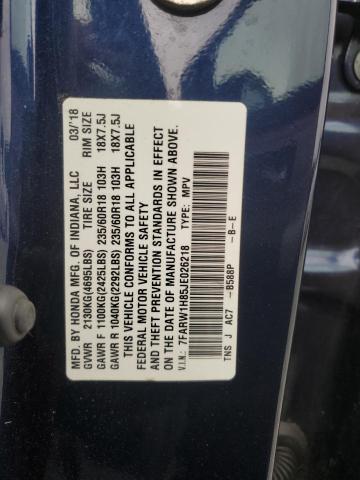 MFD. BY HONDA MFG. OF INDIANA, LLC 03/'18
GVWR 2130KG(4695LBS) TIRE SIZE RIM SIZE
GAWR F 1100KG(2425LBS) 235/60R18 103H 18X7.5J
GAWR R 1040KG(2292LBS) 235/60R18 103H 18X7.5J
THIS VEHICLE CONFORMS TO ALL APPLICABLE
FEDERAL MOTOR VEHICLE SAFETY
AND THEFT PREVENTION STANDARDS IN EFFECT
ON THE DATE OF MANUFACTURE SHOWN ABOVE.
V.I.N.: 7FARW1H85JE026218 TYPE: MPV
TNS J AC7 -B588P -B-E